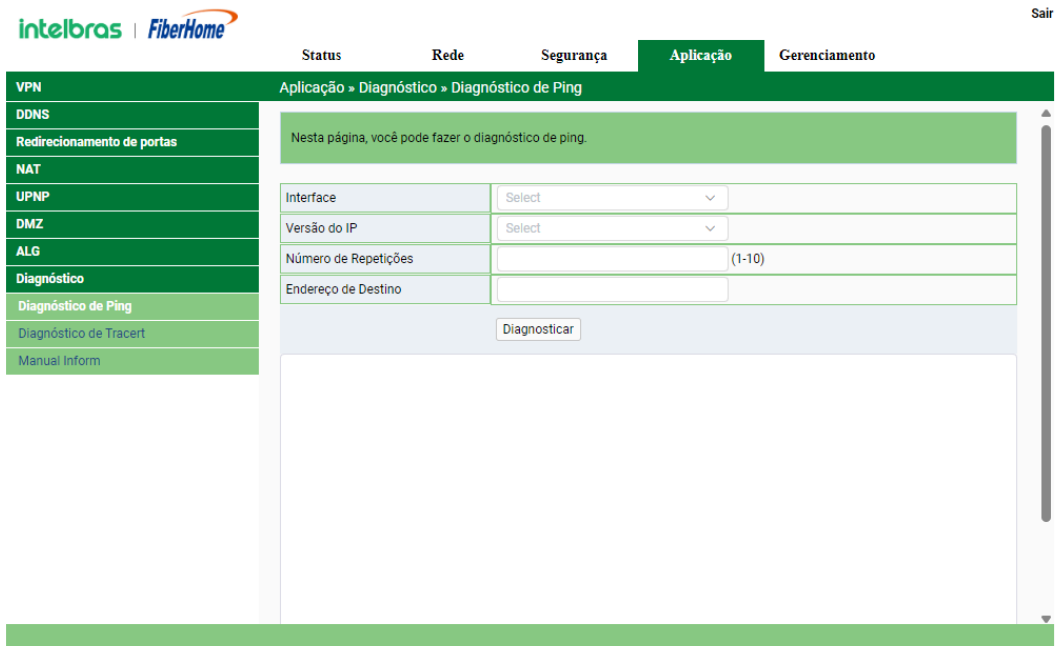 intelbras | FiberHome
Sair
Status Rede Segurança Aplicação Gerenciamento
VPN
Aplicação » Diagnóstico » Diagnóstico de Ping
DDNS
Redirecionamento de portas
NAT
UPNP
DMZ
ALG
Diagnóstico
Diagnóstico de Ping
Diagnóstico de Tracert
Manual Inform
Nesta página, você pode fazer o diagnóstico de ping.
Interface Select
Versão do IP Select
Número de Repetições (1-10)
Endereço de Destino
Diagnosticar